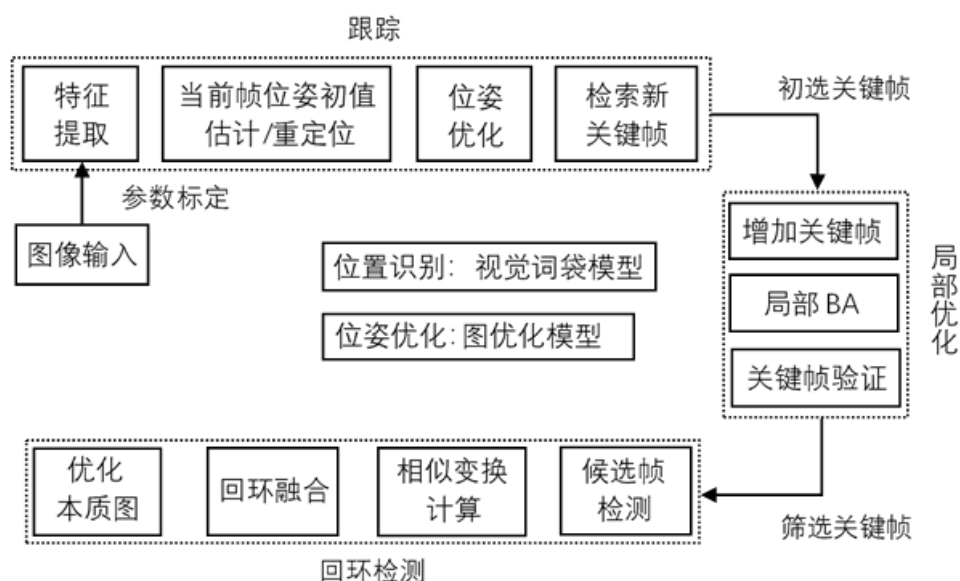 跟踪
特征
提取
当前帧位姿初值
估计/重定位
位姿
优化
检索新
关键帧
初选关键帧
参数标定
图像输入
位置识别: 视觉词袋模型
位姿优化:图优化模型
增加关键帧
局部 BA
关键帧验证
局部优化
优化
本质图
回环融合
相似变换
计算
候选帧
检测
筛选关键帧
回环检测